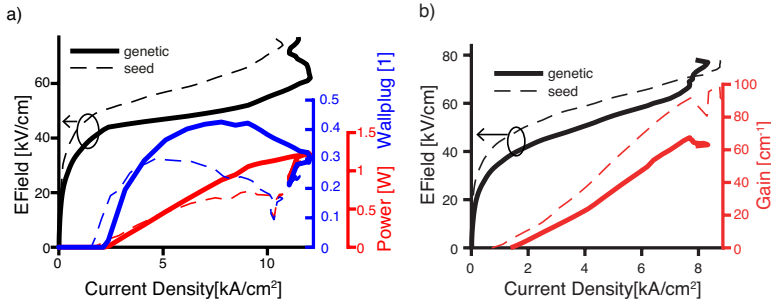 a)
genetic
seed
EField [kV/cm]
60
40
20
0
0
5
10
Current Density[kA/cm²]
0.5
0.4
0.3
0.2
0.1
0
Wallplug [1]
1.5
1
0.5
0
Power [W]
b)
genetic
seed
EField [kV/cm]
80
60
40
20
0
0
2
4
6
8
Current Density[kA/cm²]
100
80
60
40
20
0
Gain [cm⁻¹]